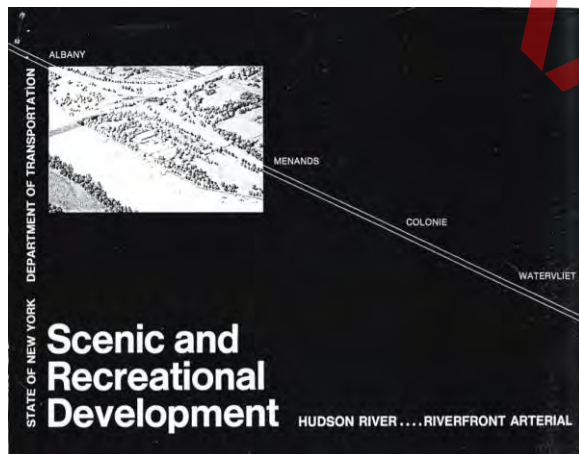 ALBANY
MENANDS
COLONIE
WATERVLIET
STATE OF NEW YORK DEPARTMENT OF TRANSPORTATION
Scenic and
Recreational
Development
HUDSON RIVER....RIVERFRONT ARTERIAL